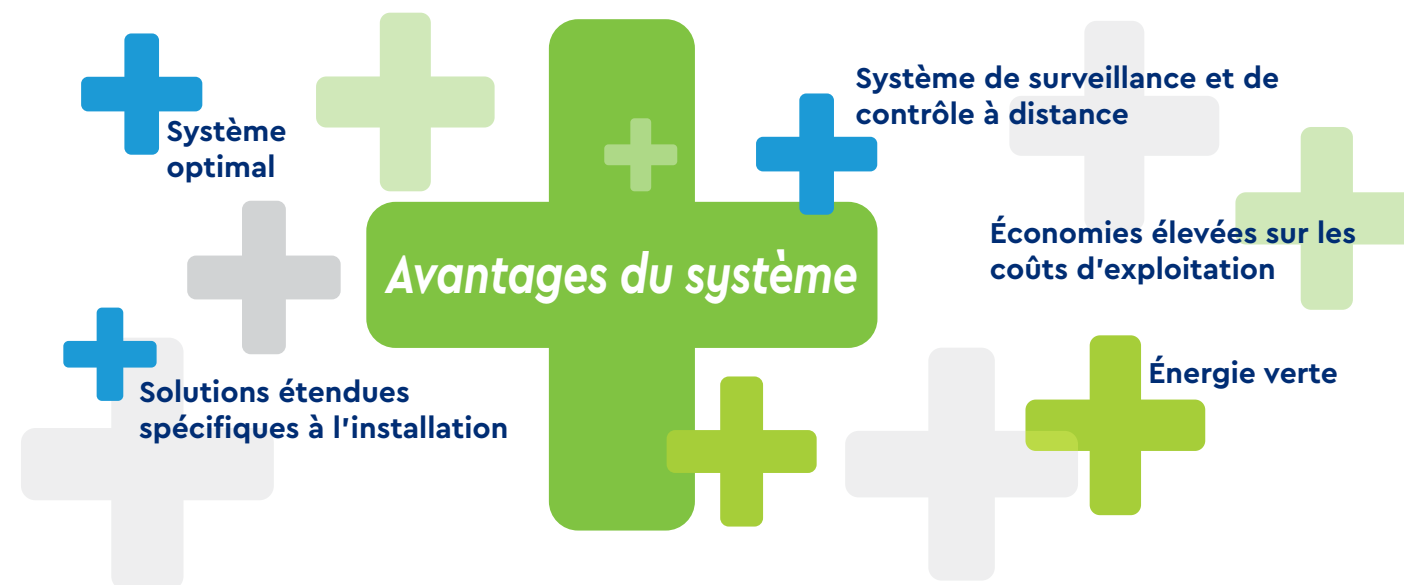 Système
optimal
Système de surveillance et de
contrôle à distance
Avantages du système
Économies élevées sur les
coûts d'exploitation
Solutions étendues
spécifiques à l'installation
Énergie verte